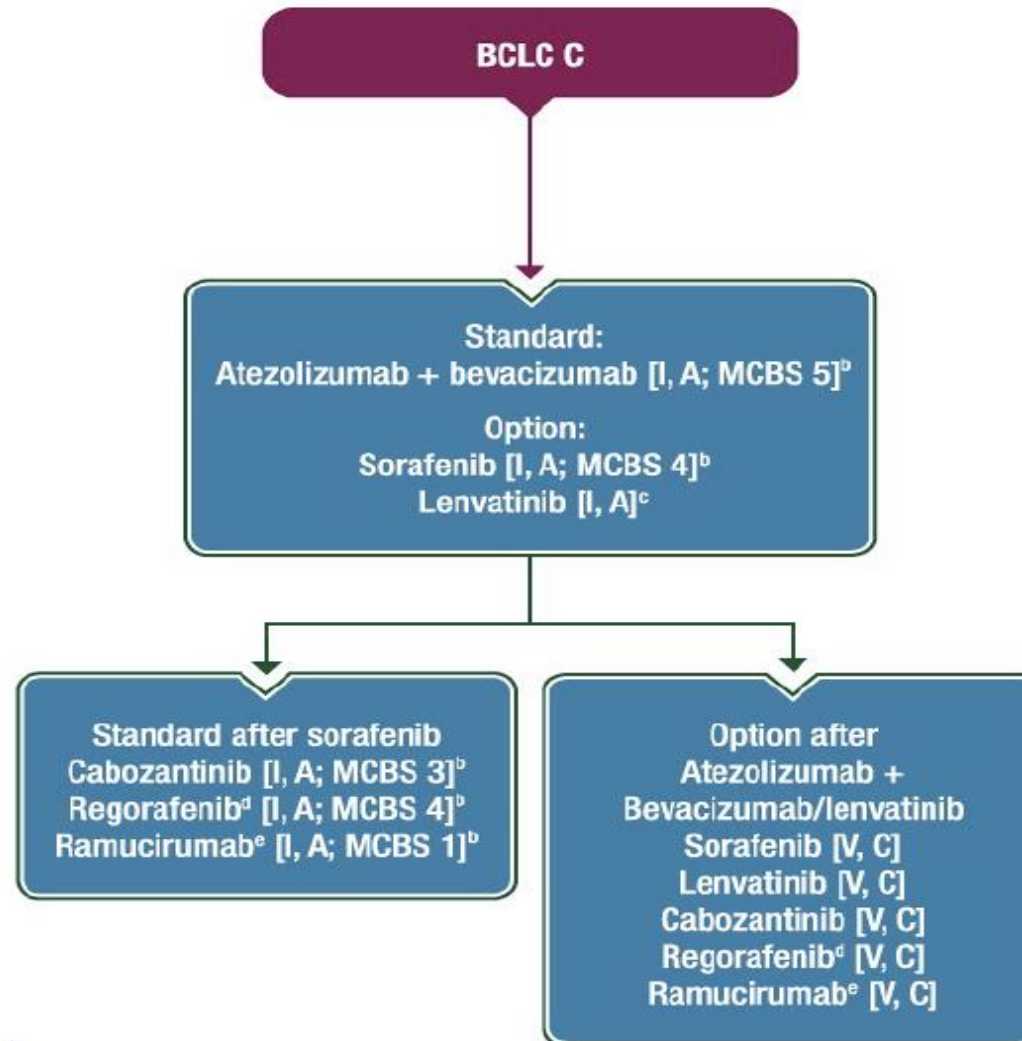 BCLC C
Standard:
Atezolizumab + bevacizumab [I, A; MCBS 5]ᵇ
Option:
Sorafenib [I, A; MCBS 4]ᵇ
Lenvatinib [I, A]ᶜ
Standard after sorafenib
Cabozantinib [I, A; MCBS 3]ᵇ
Regorafenibᵈ [I, A; MCBS 4]ᵇ
Ramucirumabᵉ [I, A; MCBS 1]ᵇ
Option after
Atezolizumab +
Bevacizumab/lenvatinib
Sorafenib [V, C]
Lenvatinib [V, C]
Cabozantinib [V, C]
Regorafenibᵈ [V, C]
Ramucirumabᵉ [V, C]